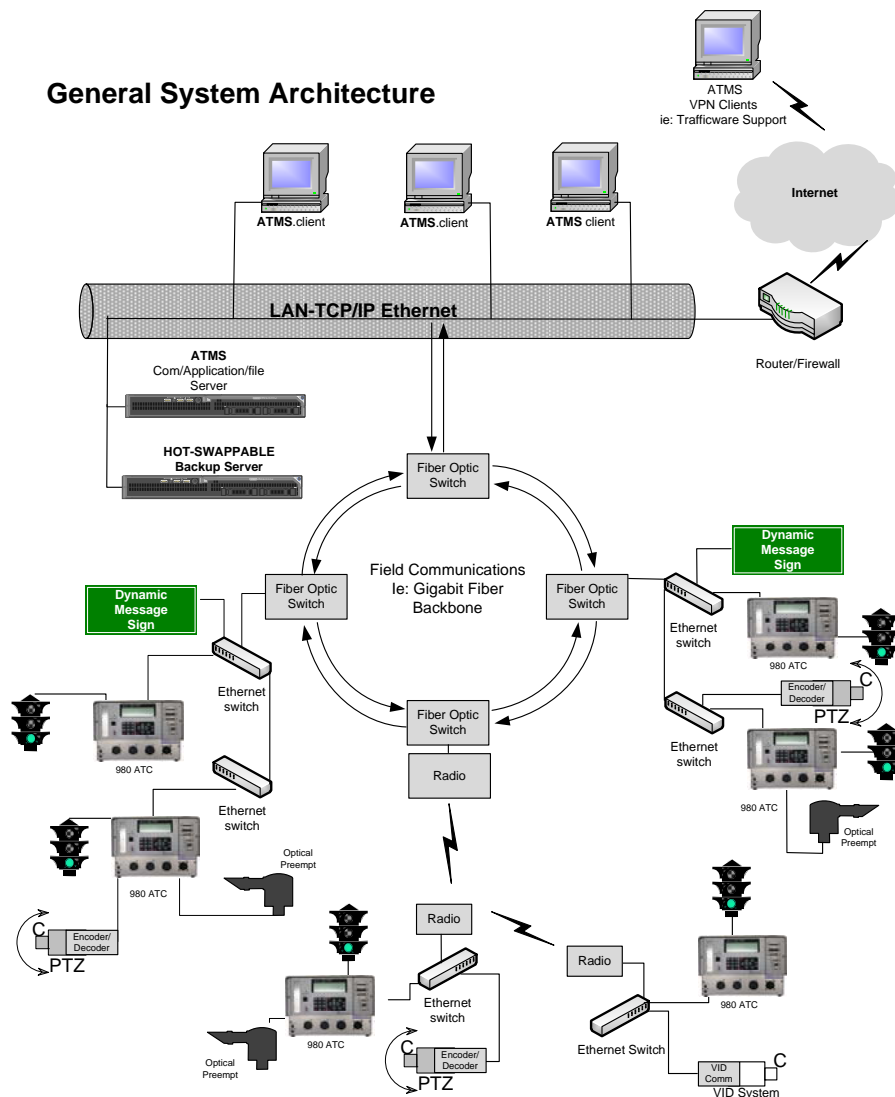 General System Architecture
ATMS
VPN Clients
ie: Trafficware Support
Internet
ATMS.client
ATMS.client
ATMS client
LAN-TCP/IP Ethernet
Router/Firewall
ATMS
Com/Application/file
Server
HOT-SWAPPABLE
Backup Server
Fiber Optic
Switch
Field Communications
Ie: Gigabit Fiber
Backbone
Fiber Optic
Switch
Fiber Optic
Switch
Dynamic
Message
Sign
Dynamic
Message
Sign
Ethernet
switch
980 ATC
Ethernet
switch
980 ATC
Encoder/
Decoder
C
PTZ
Ethernet
switch
980 ATC
Optical
Preempt
Fiber Optic
Switch
Radio
Ethernet
switch
980 ATC
Optical
Preempt
C
Encoder/
Decoder
PTZ
Radio
Ethernet
switch
980 ATC
Optical
Preempt
C
Encoder/
Decoder
PTZ
Radio
Ethernet Switch
980 ATC
VID
Comm
C
VID System